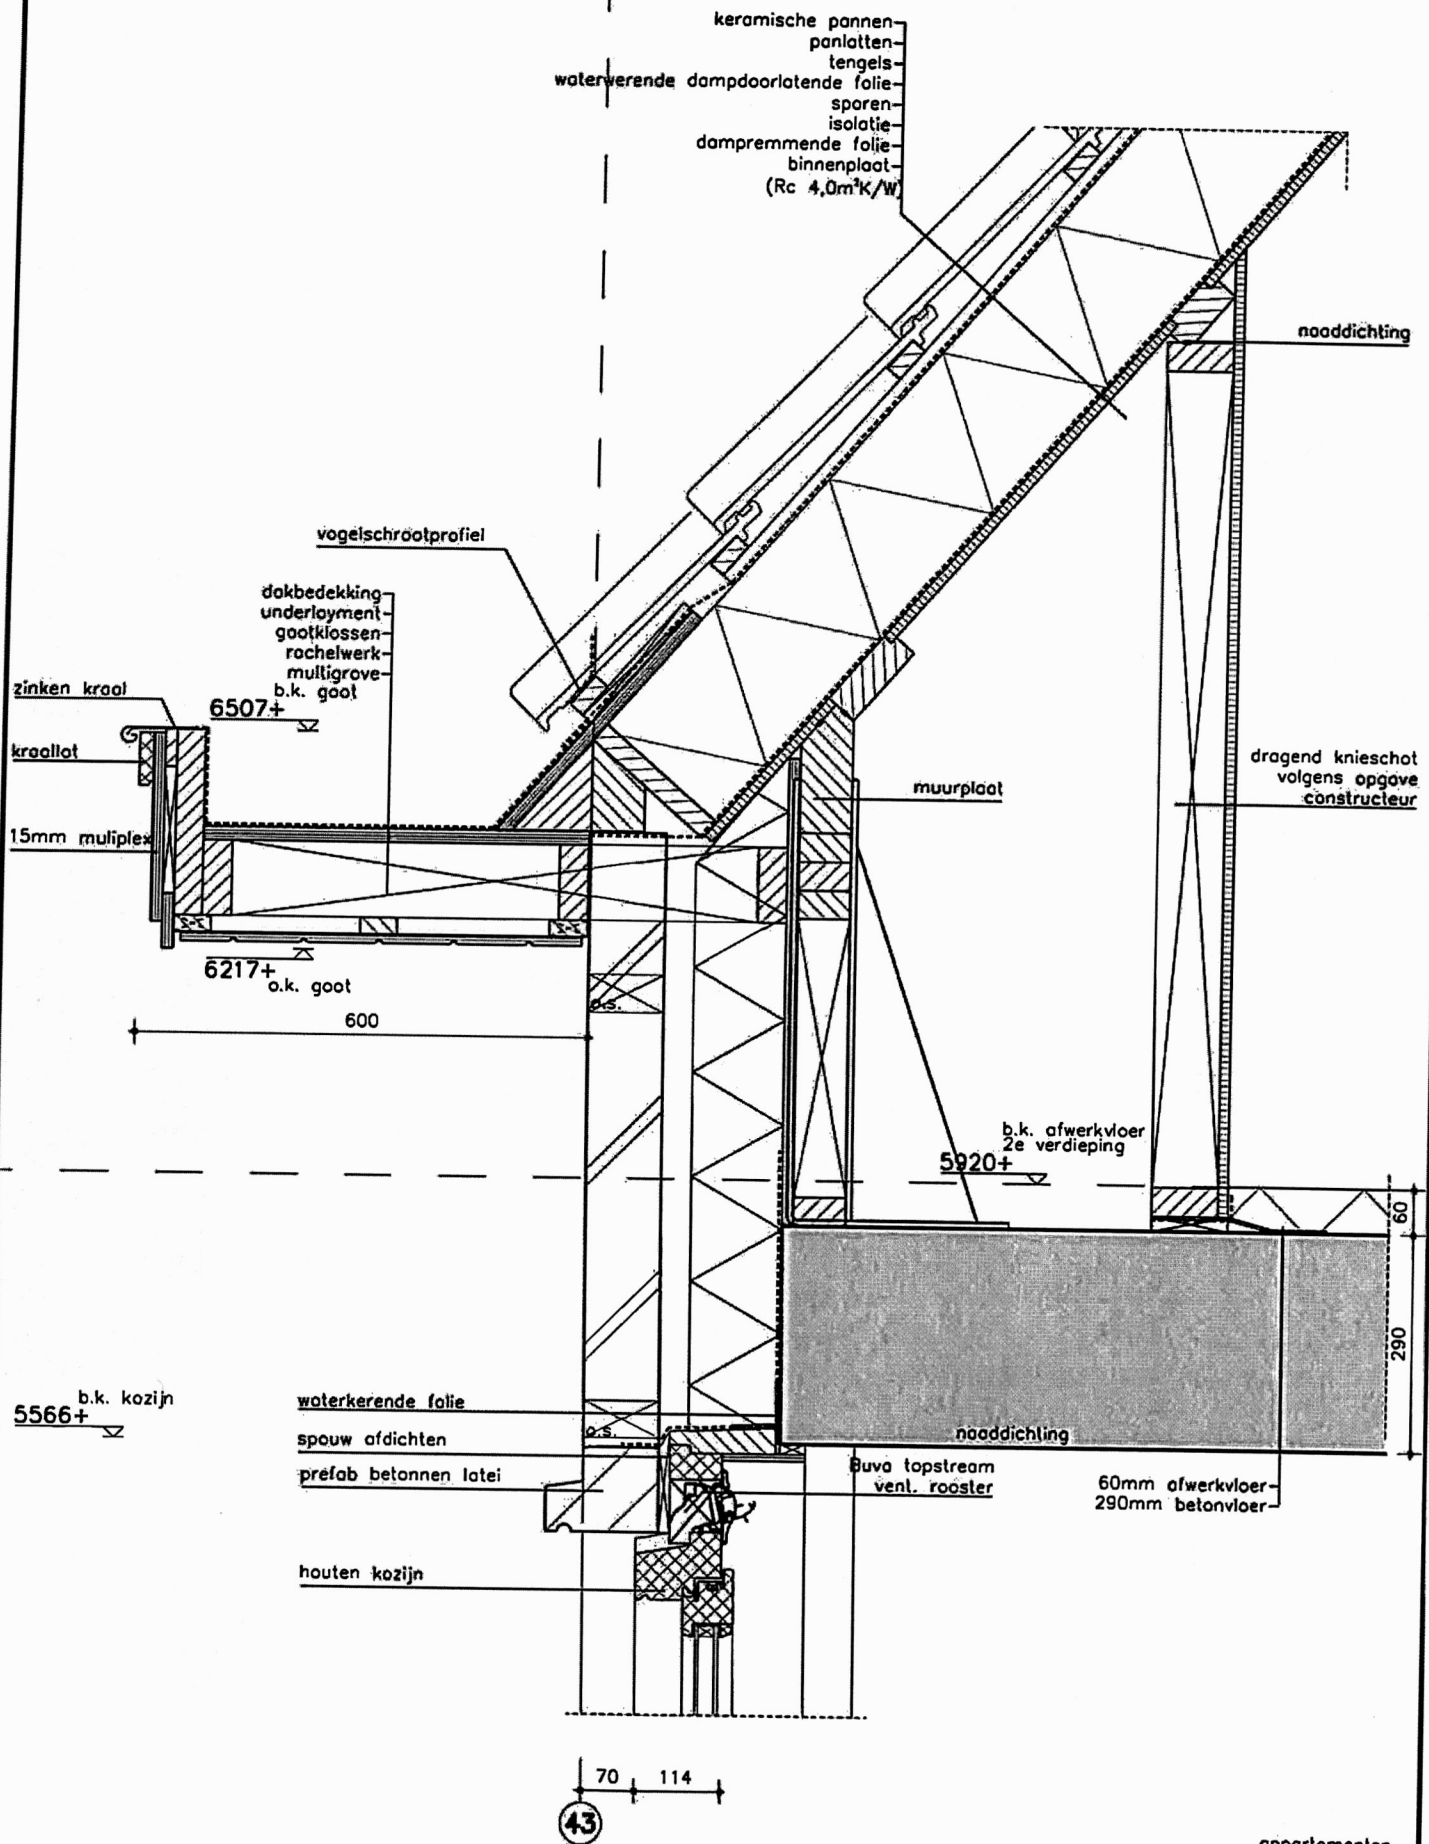 keramische pannen
panlatten
tengels
waterwerende dampdoorlatende folie
sporen
isolatie
dampremmende folie
binnenplaat
(Rc 4,0m²K/W)
naaddichting
vogelschrootprofiel
dakbedekking
underlayment
gootklossen
rachelwerk
multigrove
b.k. goot
6507+
zinken kraal
kraallat
15mm muliplex
muurplaat
dragend knieschot
volgens opgave
constructeur
6217+
o.k. goot
o.s.
600
b.k. afwerkvloer
2e verdieping
5920+
60
290
b.k. kozijn
5566+
waterkerende folie
o.s.
spouw afdichten
naaddichting
prefab betonnen latei
Buva topstream
vent. rooster
60mm afwerkvloer
290mm betonvloer
houten kozijn
70
114
43
appartementen